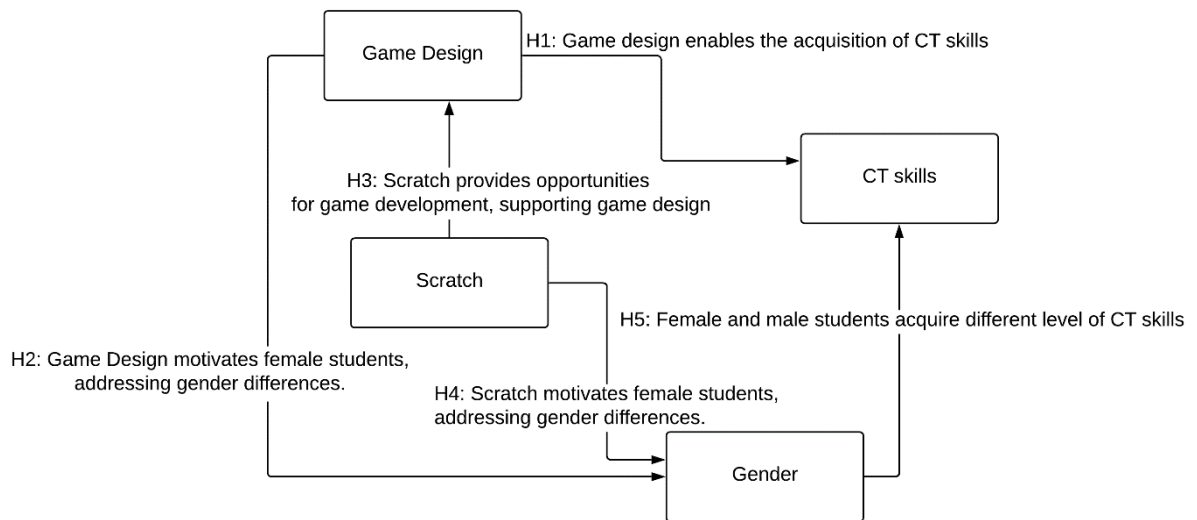 Game Design
H1: Game design enables the acquisition of CT skills
CT skills
H3: Scratch provides opportunities
for game development, supporting game design
Scratch
H5: Female and male students acquire different level of CT skills
H2: Game Design motivates female students,
addressing gender differences.
H4: Scratch motivates female students,
addressing gender differences.
Gender